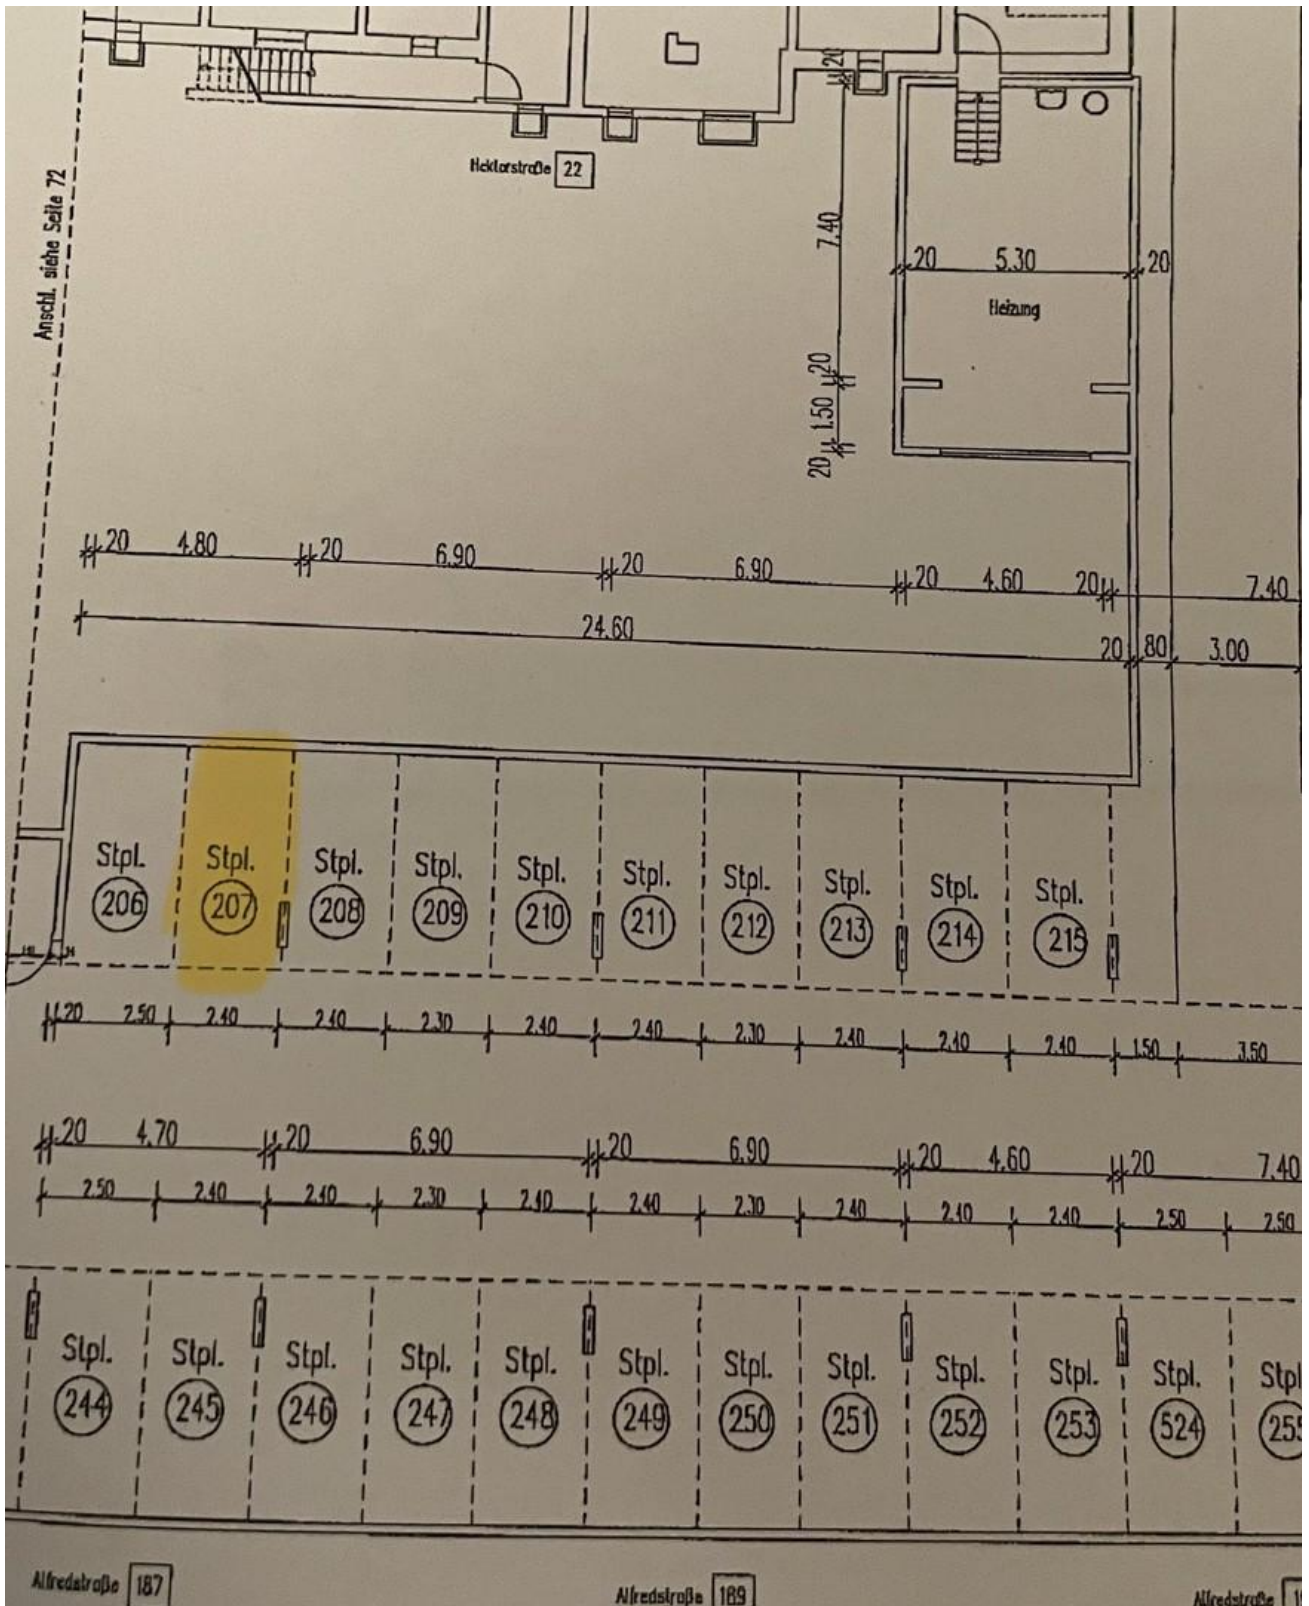 20
Hektorstraße 22
Anschl. siehe Seite 72
7.40
20 5.30 20
Heizung
20
1.50
20
20 4.80 20 6.90 20 6.90 20 4.60 20 7.40
24.60 20 80 3.00
Stpl. Stpl. Stpl. Stpl. Stpl. Stpl. Stpl. Stpl. Stpl. Stpl.
206 207 208 209 210 211 212 213 214 215
20 2.50 2.40 2.40 2.30 2.40 2.40 2.30 2.40 2.40 2.40 1.50 3.50
20 4.70 20 6.90 20 6.90 20 4.60 20 7.40
2.50 2.40 2.40 2.30 2.40 2.40 2.30 2.40 2.40 2.40 2.50 2.50
Stpl. Stpl. Stpl. Stpl. Stpl. Stpl. Stpl. Stpl. Stpl. Stpl. Stpl. Stpl
244 245 246 247 248 249 250 251 252 253 524 255
Alfredstraße 187 Alfredstraße 189 Alfredstraße